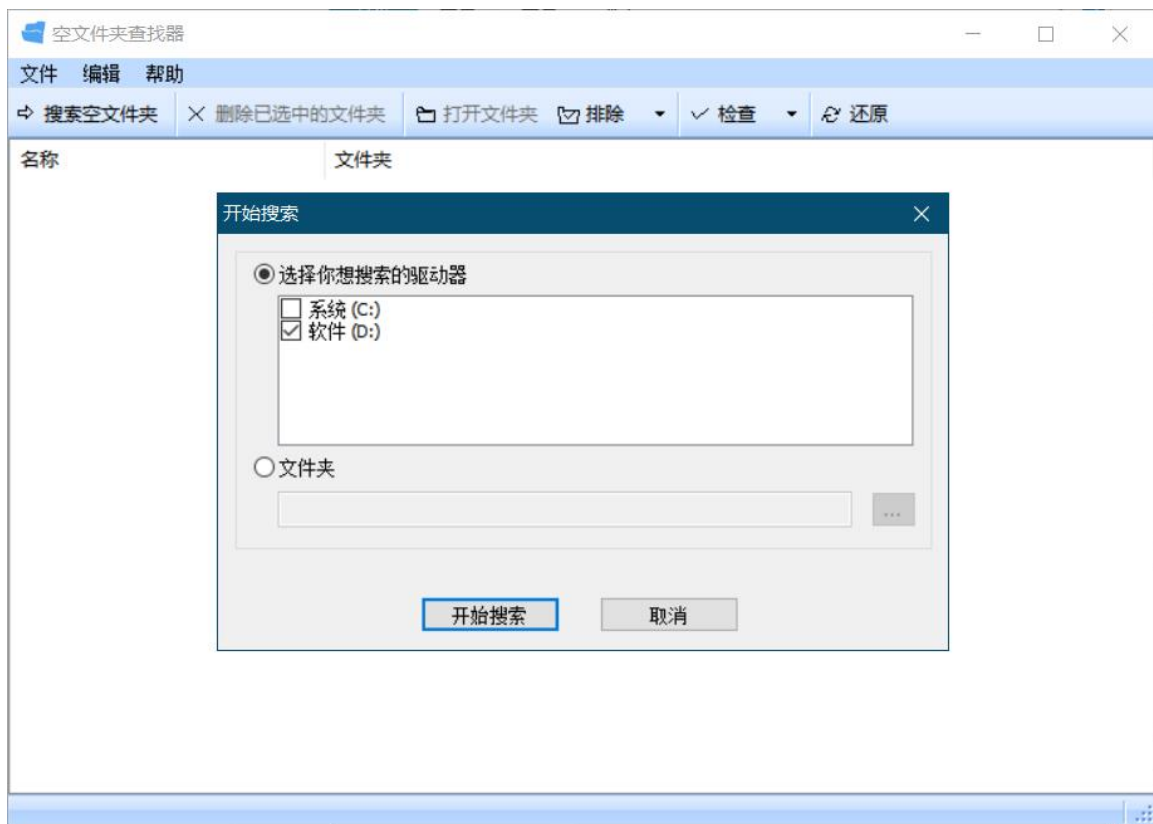 空文件夹查找器
文件 编辑 帮助
搜索空文件夹 删除已选中的文件夹 打开文件夹 排除 检查 还原
名称 文件夹
开始搜索
选择你想搜索的驱动器
系统 (C:)
软件 (D:)
文件夹
...
开始搜索 取消